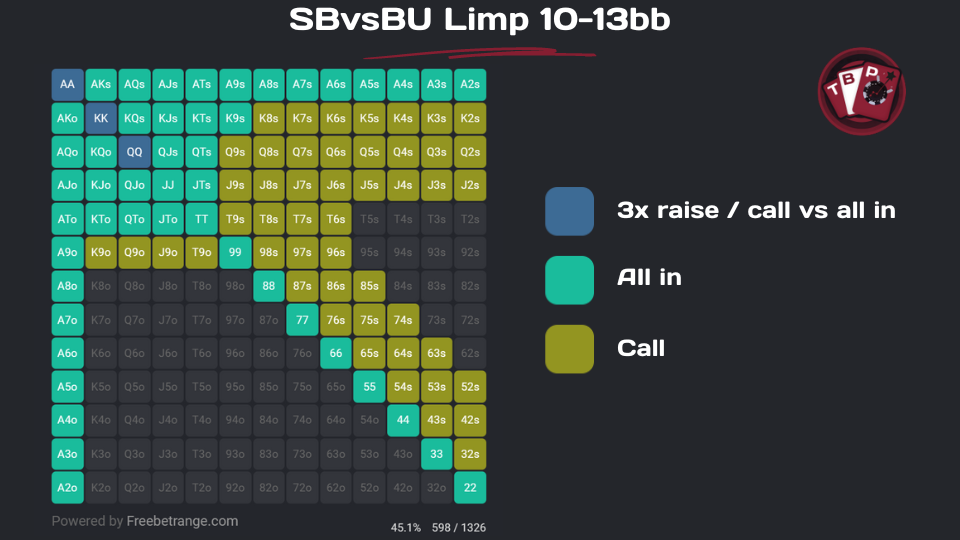 SBvsBU Limp 10-13bb
AA AKs AQs AJs ATs A9s A8s A7s A6s A5s A4s A3s A2s
AKo KK KQs KJs KTs K9s K8s K7s K6s K5s K4s K3s K2s
AQo KQo QQ QJs QTs Q9s Q8s Q7s Q6s Q5s Q4s Q3s Q2s
AJo KJo QJo JJ JTs J9s J8s J7s J6s J5s J4s J3s J2s
ATo KTo QTo JTo TT T9s T8s T7s T6s T5s T4s T3s T2s
A9o K9o Q9o J9o T9o 99 98s 97s 96s 95s 94s 93s 92s
A8o K8o Q8o J8o T8o 98o 88 87s 86s 85s 84s 83s 82s
A7o K7o Q7o J7o T7o 97o 87o 77 76s 75s 74s 73s 72s
A6o K6o Q6o J6o T6o 96o 86o 76o 66 65s 64s 63s 62s
A5o K5o Q5o J5o T5o 95o 85o 75o 65o 55 54s 53s 52s
A4o K4o Q4o J4o T4o 94o 84o 74o 64o 54o 44 43s 42s
A3o K3o Q3o J3o T3o 93o 83o 73o 63o 53o 43o 33 32s
A2o K2o Q2o J2o T2o 92o 82o 72o 62o 52o 42o 32o 22
Powered by Freebetrange.com
45.1% 598 / 1326
T B P
3x raise / call vs all in
All in
Call